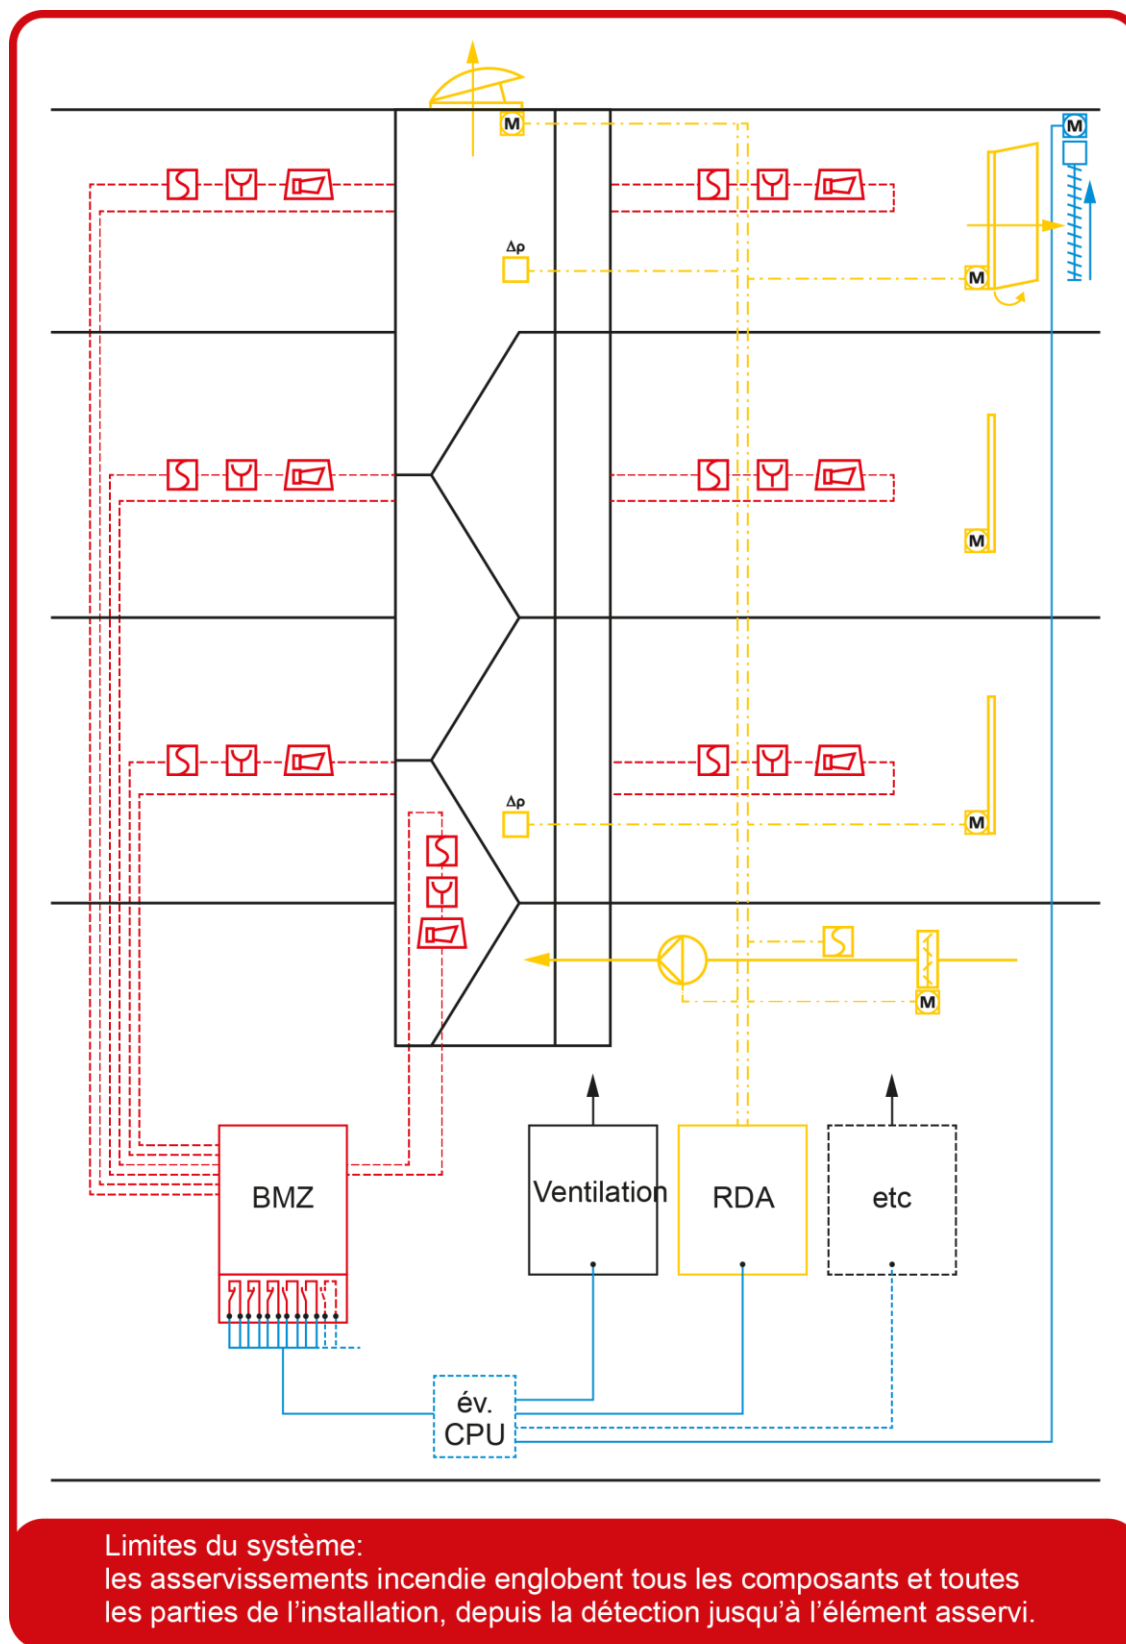 M
M
Δρ
M
M
Δρ
M
M
BMZ
Ventilation
RDA
etc
év.
CPU
Limites du système:
les asservissements incendie englobent tous les composants et toutes
les parties de l’installation, depuis la détection jusqu’à l’élément asservi.